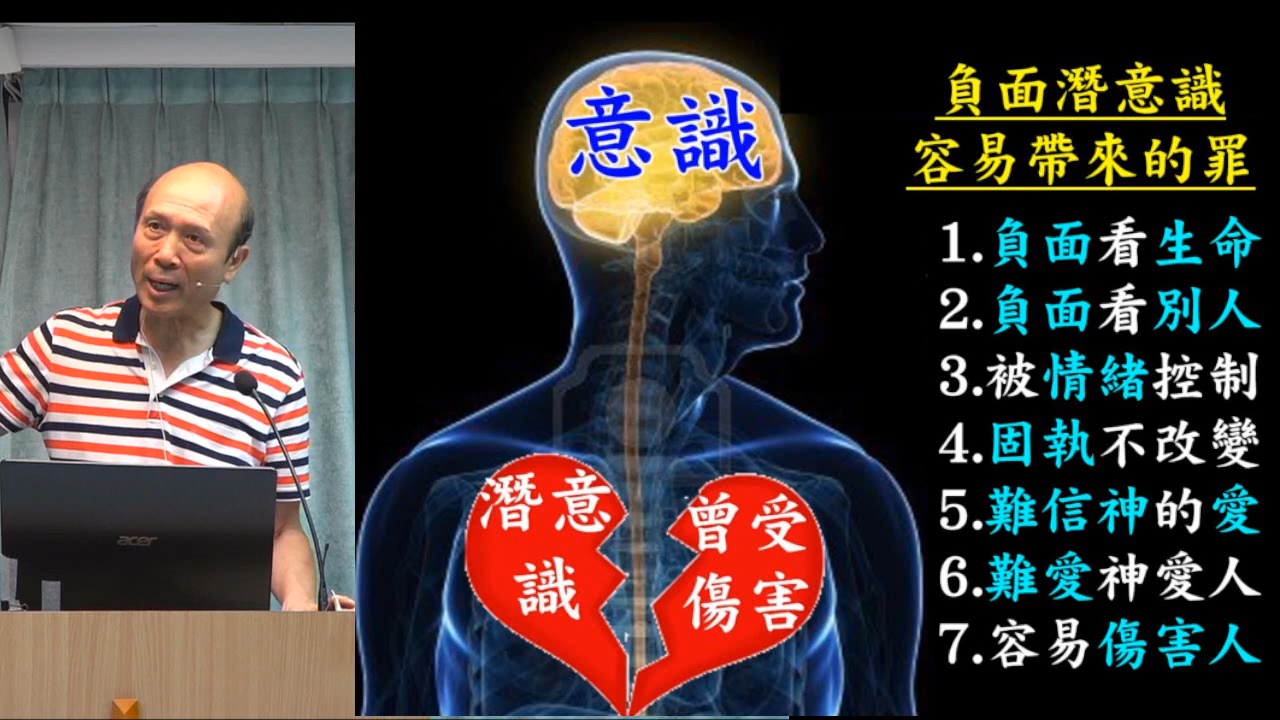 意識
潛意
識
曾受
傷害
負面潛意識
容易帶來的罪
1.負面看生命
2.負面看別人
3.被情緒控制
4.固執不改變
5.難信神的愛
6.難愛神愛人
7.容易傷害人
acer